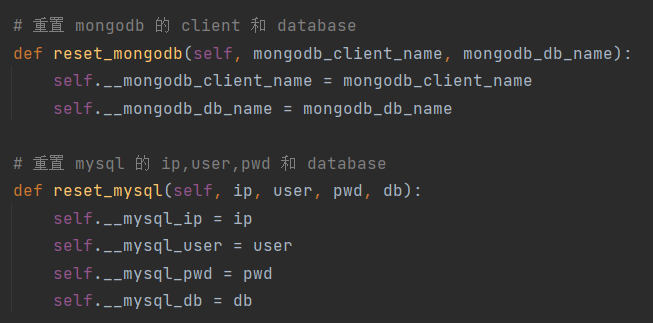 # 重置 mongodb 的 client 和 database
def reset_mongodb(self, mongodb_client_name, mongodb_db_name):
self.__mongodb_client_name = mongodb_client_name
self.__mongodb_db_name = mongodb_db_name
# 重置 mysql 的 ip,user,pwd 和 database
def reset_mysql(self, ip, user, pwd, db):
self.__mysql_ip = ip
self.__mysql_user = user
self.__mysql_pwd = pwd
self.__mysql_db = db